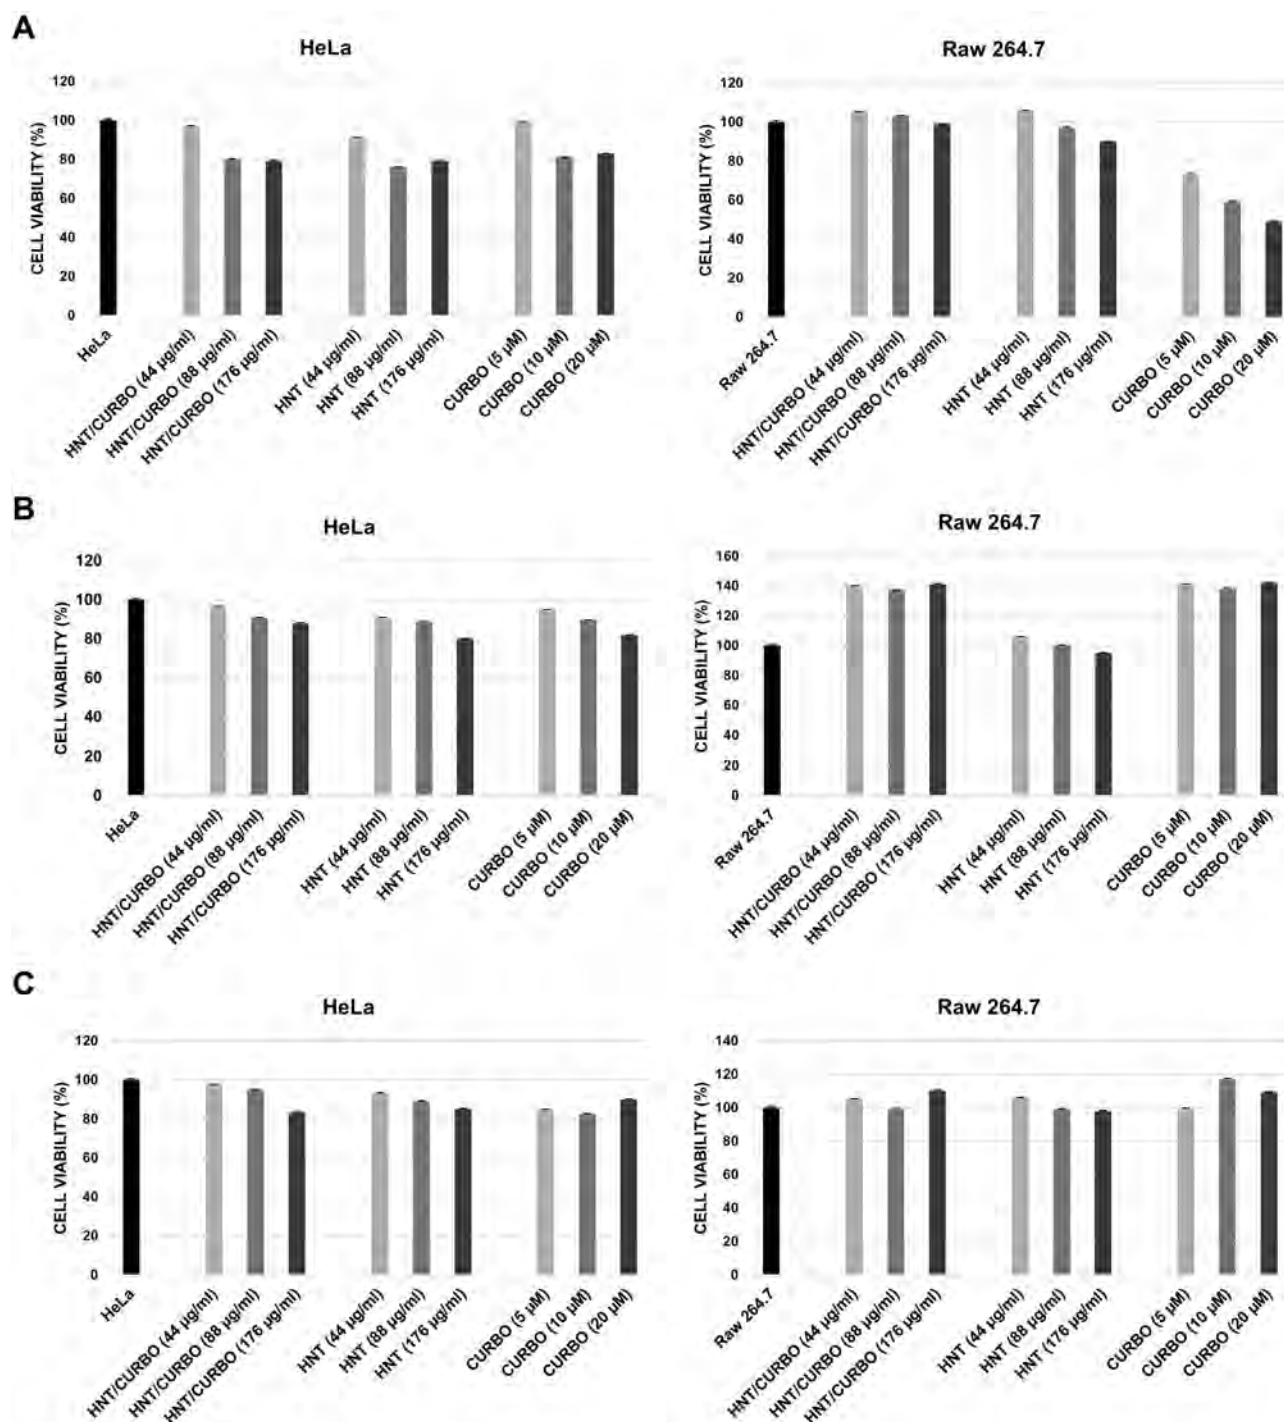 A
HeLa
CELL VIABILITY (%)
120
100
80
60
40
20
0
HeLa
HNT/CURBO (44 µg/ml)
HNT/CURBO (88 µg/ml)
HNT/CURBO (176 µg/ml)
HNT (44 µg/ml)
HNT (88 µg/ml)
HNT (176 µg/ml)
CURBO (5 µM)
CURBO (10 µM)
CURBO (20 µM)
Raw 264.7
CELL VIABILITY (%)
120
100
80
60
40
20
0
Raw 264.7
HNT/CURBO (44 µg/ml)
HNT/CURBO (88 µg/ml)
HNT/CURBO (176 µg/ml)
HNT (44 µg/ml)
HNT (88 µg/ml)
HNT (176 µg/ml)
CURBO (5 µM)
CURBO (10 µM)
CURBO (20 µM)
B
HeLa
CELL VIABILITY (%)
120
100
80
60
40
20
0
HeLa
HNT/CURBO (44 µg/ml)
HNT/CURBO (88 µg/ml)
HNT/CURBO (176 µg/ml)
HNT (44 µg/ml)
HNT (88 µg/ml)
HNT (176 µg/ml)
CURBO (5 µM)
CURBO (10 µM)
CURBO (20 µM)
Raw 264.7
CELL VIABILITY (%)
160
140
120
100
80
60
40
20
0
Raw 264.7
HNT/CURBO (44 µg/ml)
HNT/CURBO (88 µg/ml)
HNT/CURBO (176 µg/ml)
HNT (44 µg/ml)
HNT (88 µg/ml)
HNT (176 µg/ml)
CURBO (5 µM)
CURBO (10 µM)
CURBO (20 µM)
C
HeLa
CELL VIABILITY (%)
120
100
80
60
40
20
0
HeLa
HNT/CURBO (44 µg/ml)
HNT/CURBO (88 µg/ml)
HNT/CURBO (176 µg/ml)
HNT (44 µg/ml)
HNT (88 µg/ml)
HNT (176 µg/ml)
CURBO (5 µM)
CURBO (10 µM)
CURBO (20 µM)
Raw 264.7
CELL VIABILITY (%)
140
120
100
80
60
40
20
0
Raw 264.7
HNT/CURBO (44 µg/ml)
HNT/CURBO (88 µg/ml)
HNT/CURBO (176 µg/ml)
HNT (44 µg/ml)
HNT (88 µg/ml)
HNT (176 µg/ml)
CURBO (5 µM)
CURBO (10 µM)
CURBO (20 µM)